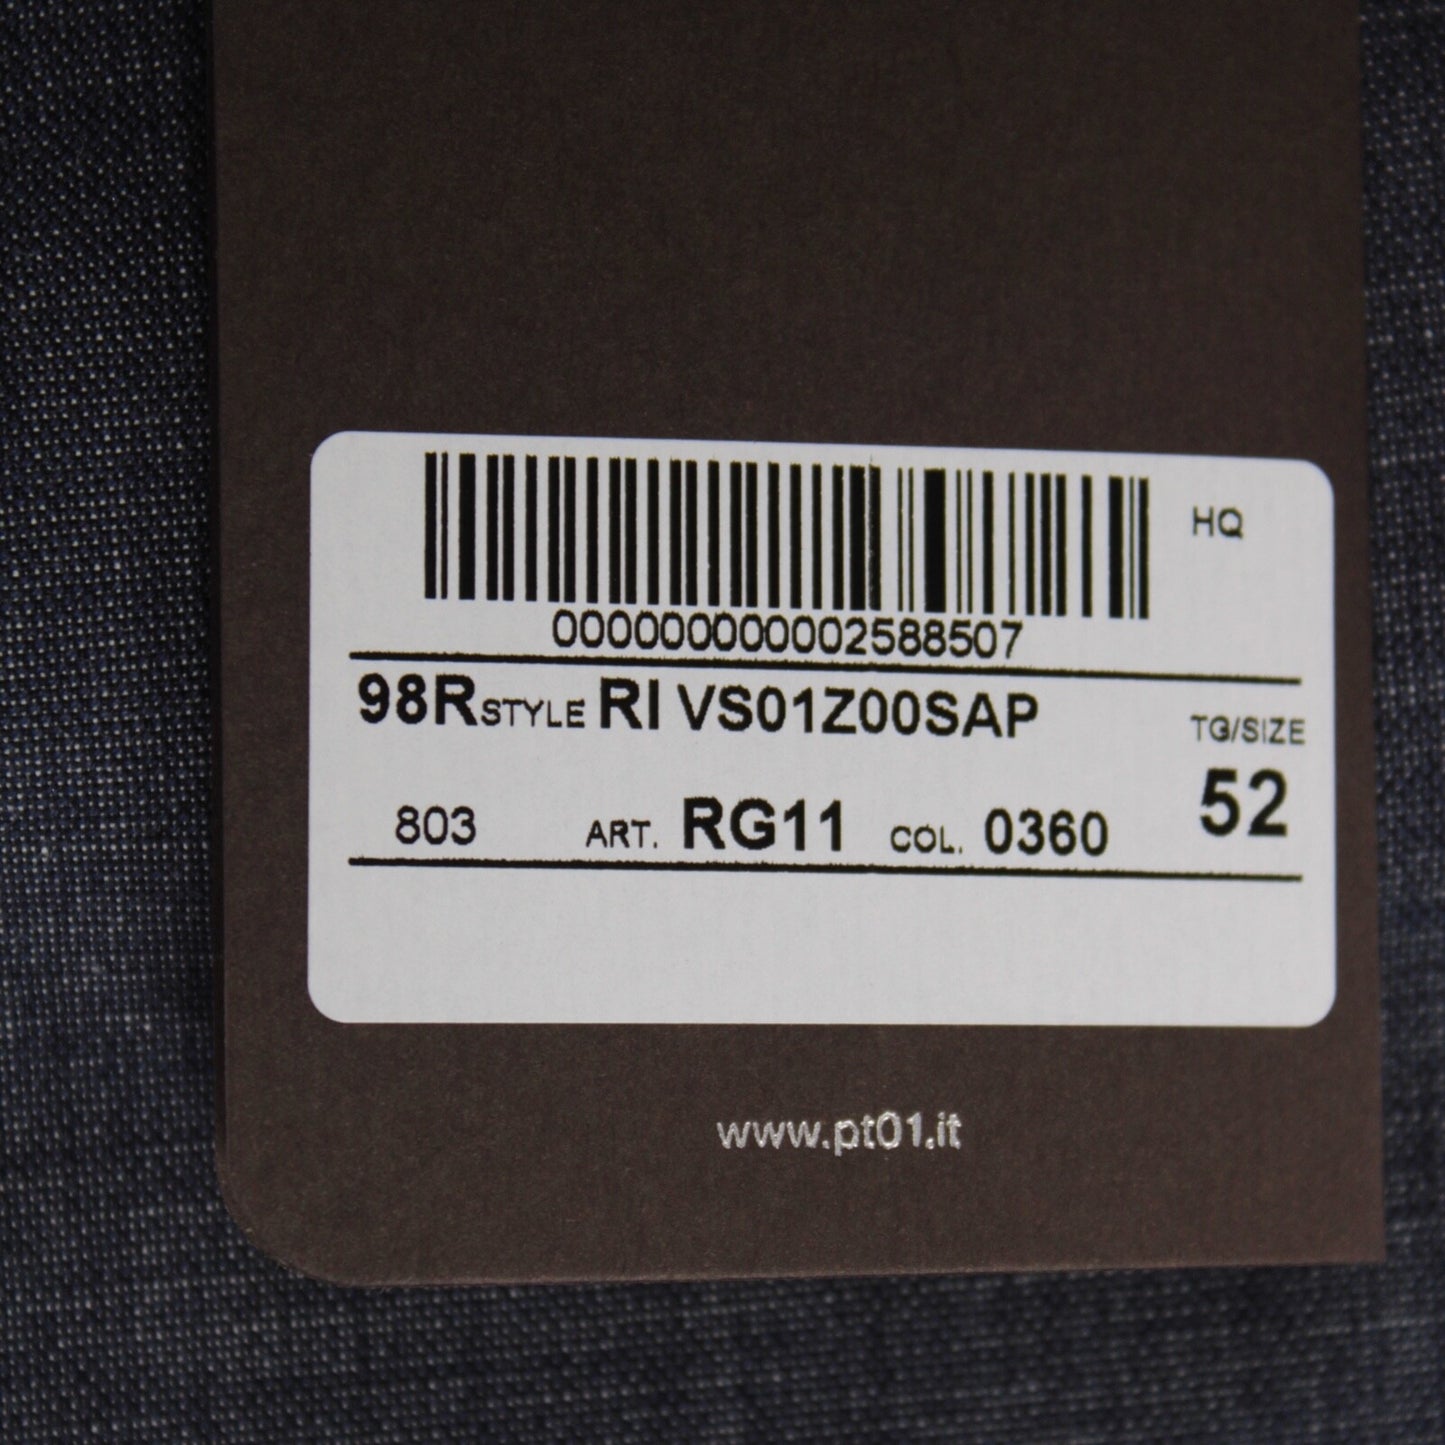 HQ
000000000002588507
98R STYLE RI VS01Z00SAP
TG/SIZE
52
803 ART. RG11 COL. 0360
www.pt01.it